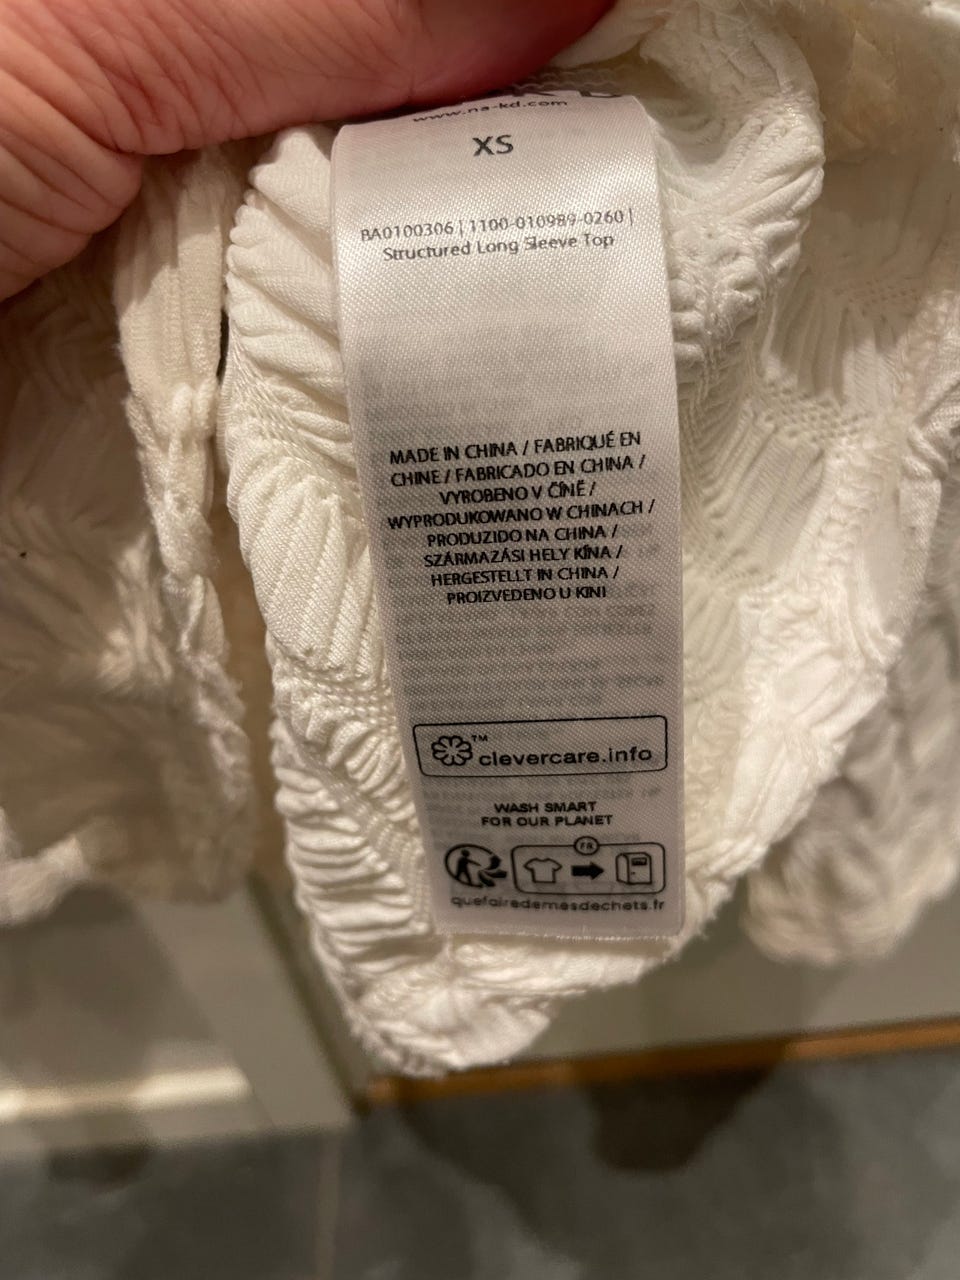 www.na-kd.com
XS
BA0100306 | 1100-010989-0260 |
Structured Long Sleeve Top
MADE IN CHINA / FABRIQUÉ EN
CHINE / FABRICADO EN CHINA /
VYROBENO V ČÍNĚ /
WYPRODUKOWANO W CHINACH /
PRODUZIDO NA CHINA /
SZÁRMAZÁSI HELY KÍNA /
HERGESTELLT IN CHINA /
PROIZVEDENO U KINI
™ clevercare.info
WASH SMART
FOR OUR PLANET
FR
quefairedemesdechets.fr